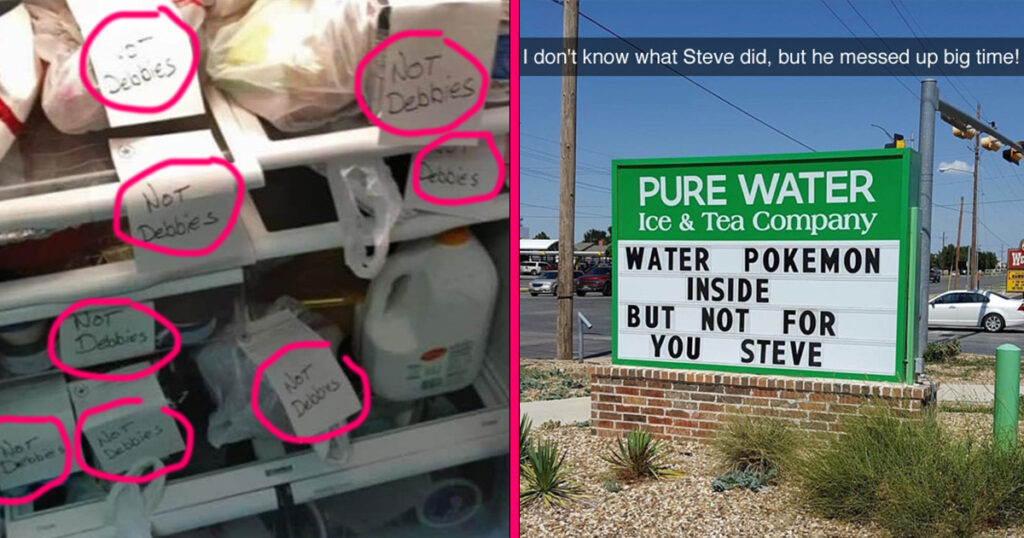 NOT
Debbies
NOT
Debbies
NOT
Debbies
NOT
Debbies
NOT
Debbies
NOT
Debbies
NOT
Debbies
NOT
Debbies
I don't know what Steve did, but he messed up big time!
PURE WATER
Ice & Tea Company
WATER POKEMON
INSIDE
BUT NOT FOR
YOU STEVE